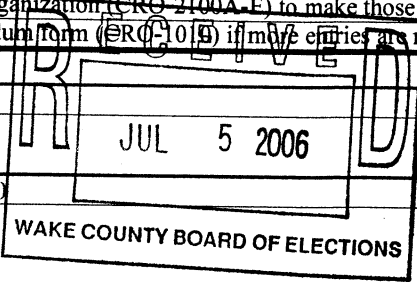 ganization (CRO-2100A-E) to make those
um form (CRO-1010) if more entries are
RECEIVED
JUL 5 2006
WAKE COUNTY BOARD OF ELECTIONS